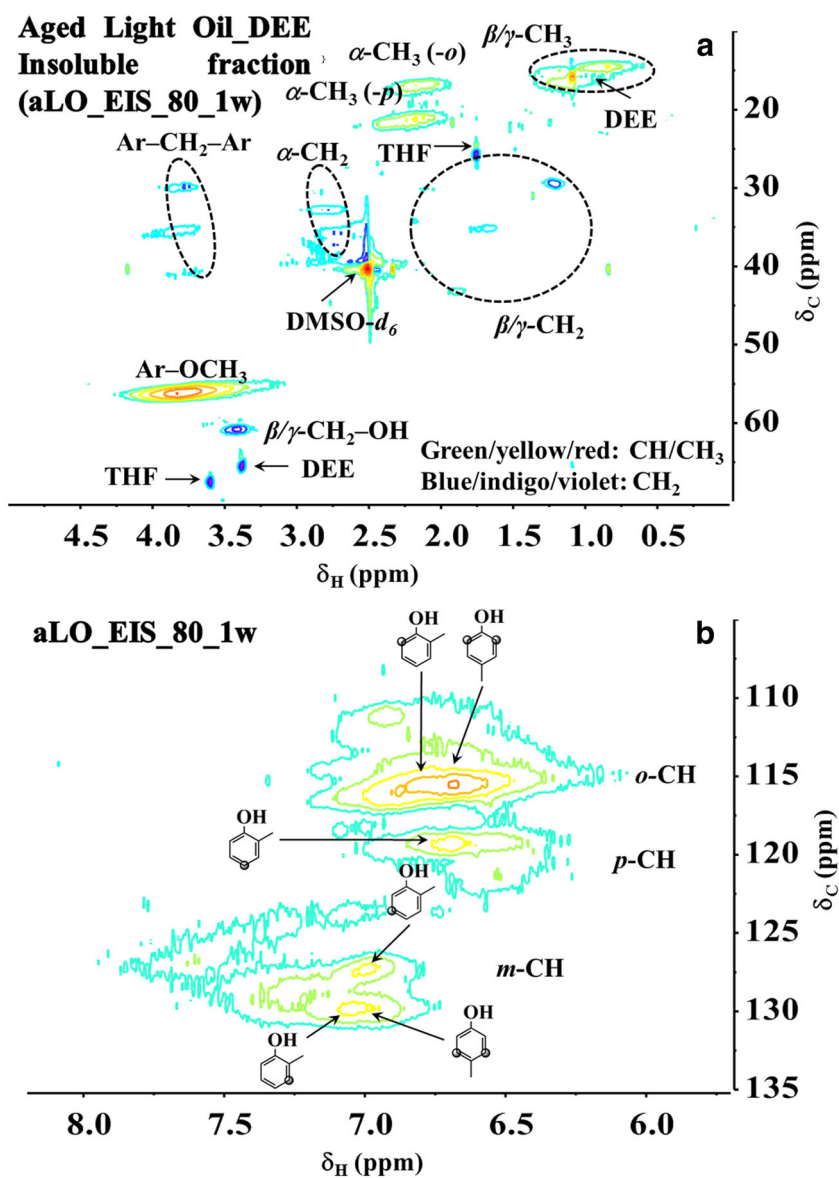 Aged Light Oil_DEE
Insoluble fraction
(aLO_EIS_80_1w)
a
α-CH₃ (-o)
α-CH₃ (-p)
β/γ-CH₃
DEE
Ar–CH₂–Ar
α-CH₂
THF
DMSO-d₆
β/γ-CH₂
Ar–OCH₃
β/γ-CH₂–OH
THF
DEE
Green/yellow/red: CH/CH₃
Blue/indigo/violet: CH₂
20
30
40
50
60
δC (ppm)
4.5 4.0 3.5 3.0 2.5 2.0 1.5 1.0 0.5
δH (ppm)
aLO_EIS_80_1w
b
OH
OH
o-CH
OH
p-CH
OH
m-CH
OH
OH
110
115
120
125
130
135
δC (ppm)
8.0 7.5 7.0 6.5 6.0
δH (ppm)